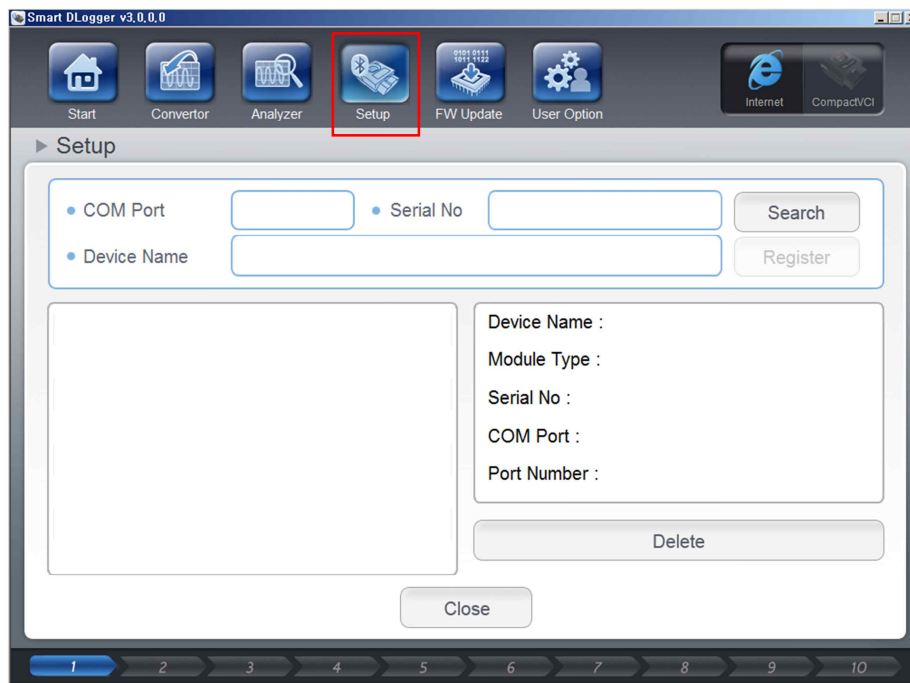 Smart DLogger v3,0,0,0
0101 0111
1011 1122
Start Convertor Analyzer Setup FW Update User Option Internet CompactVCI
Setup
COM Port Serial No Search
Device Name Register
Device Name :
Module Type :
Serial No :
COM Port :
Port Number :
Delete
Close
1 2 3 4 5 6 7 8 9 10